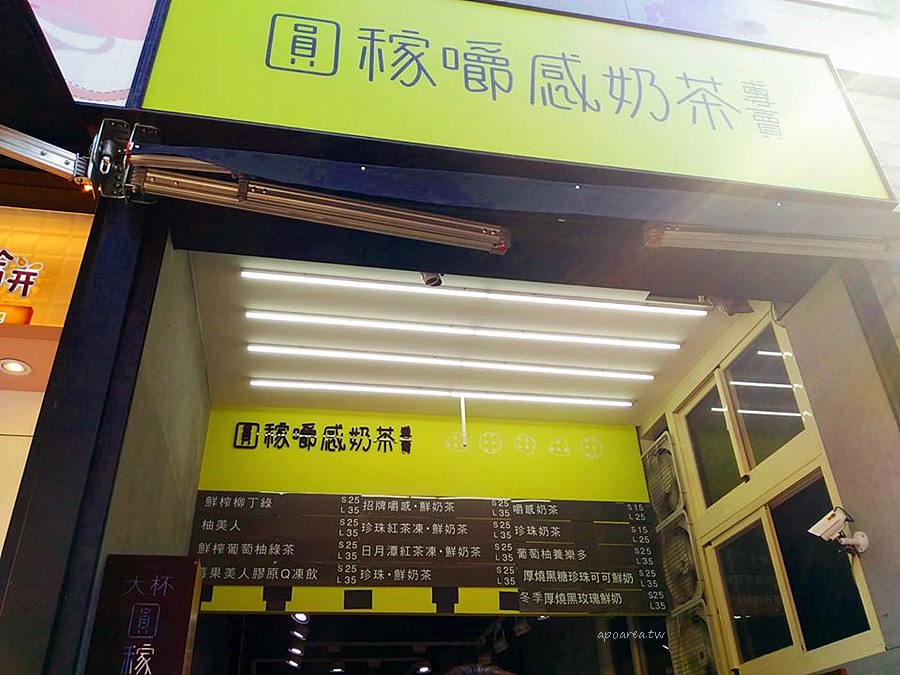 圓 稼嚼感奶茶 專賣
餅
圓 稼嚼感奶茶 專賣
鮮榨柳丁綠 S25 L35
柚美人 S25 L35
鮮榨葡萄柚綠茶 S25 L35
蘋果美人膠原Q凍飲 S25 L35
招牌嚼感·鮮奶茶 S25 L35
珍珠紅茶凍·鮮奶茶 S25 L35
日月潭紅茶凍·鮮奶茶 S25 L35
珍珠·鮮奶茶 S25 L35
嚼感奶茶 S15 L25
珍珠奶茶 S15 L25
葡萄柚養樂多 S25 L35
厚燒黑糖珍珠可可鮮奶 S25 L35
冬季厚燒黑玫瑰鮮奶 S25 L35
大杯
圓
稼
apoarea.tw